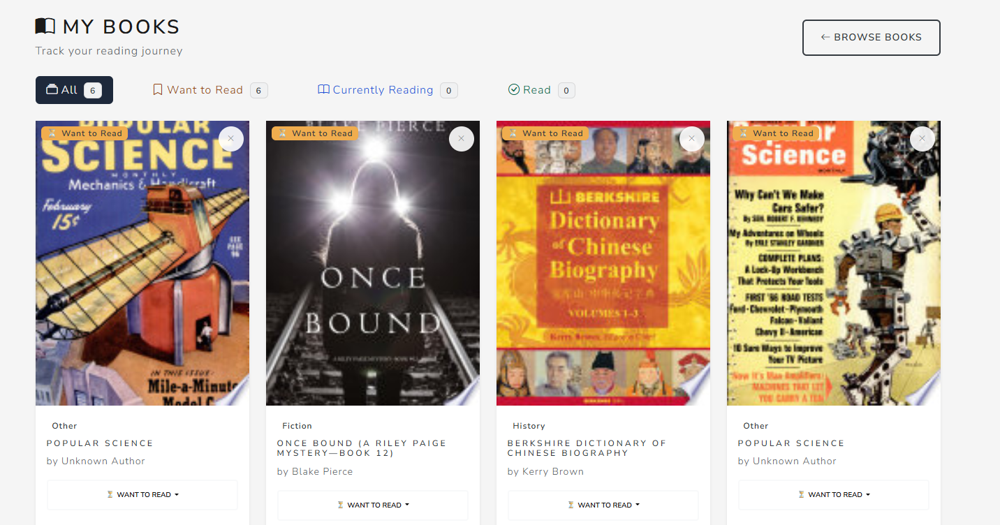 MY BOOKS
Track your reading journey
← BROWSE BOOKS
All 6
Want to Read 6
Currently Reading 0
Read 0
Want to Read
POPULAR
SCIENCE
MONTHLY
Mechanics & Handicraft
February
15¢
SEE
PAGE
96
IN THIS ISSUE:
Mile-a-Minute
Model C
Other
POPULAR SCIENCE
by Unknown Author
WANT TO READ
Want to Read
BLAKE PIERCE
ONCE
BOUND
Fiction
ONCE BOUND (A RILEY PAIGE
MYSTERY—BOOK 12)
by Blake Pierce
WANT TO READ
Want to Read
BERKSHIRE
Dictionary
of Chinese
Biography
VOLUMES 1–3
Kerry Brown,
History
BERKSHIRE DICTIONARY OF
CHINESE BIOGRAPHY
by Kerry Brown
WANT TO READ
Want to Read
Popular
Science
MONTHLY
Why Can't We Make
Cars Safer?
By SEN. ROBERT F. KENNEDY
My Adventures on Wheels
By ERLE STANLEY GARDNER
COMPLETE PLANS:
A Lock-Up Workbench
That Protects Your Tools
FIRST '66 ROAD TESTS
Ford-Chevrolet-Plymouth
Falcon-Valiant
Chevy II-American
10 Sure Ways to Improve
Your TV Picture
Now It's Man-Amplifiers:
MACHINES THAT LET
YOU CARRY A TON
Other
POPULAR SCIENCE
by Unknown Author
WANT TO READ